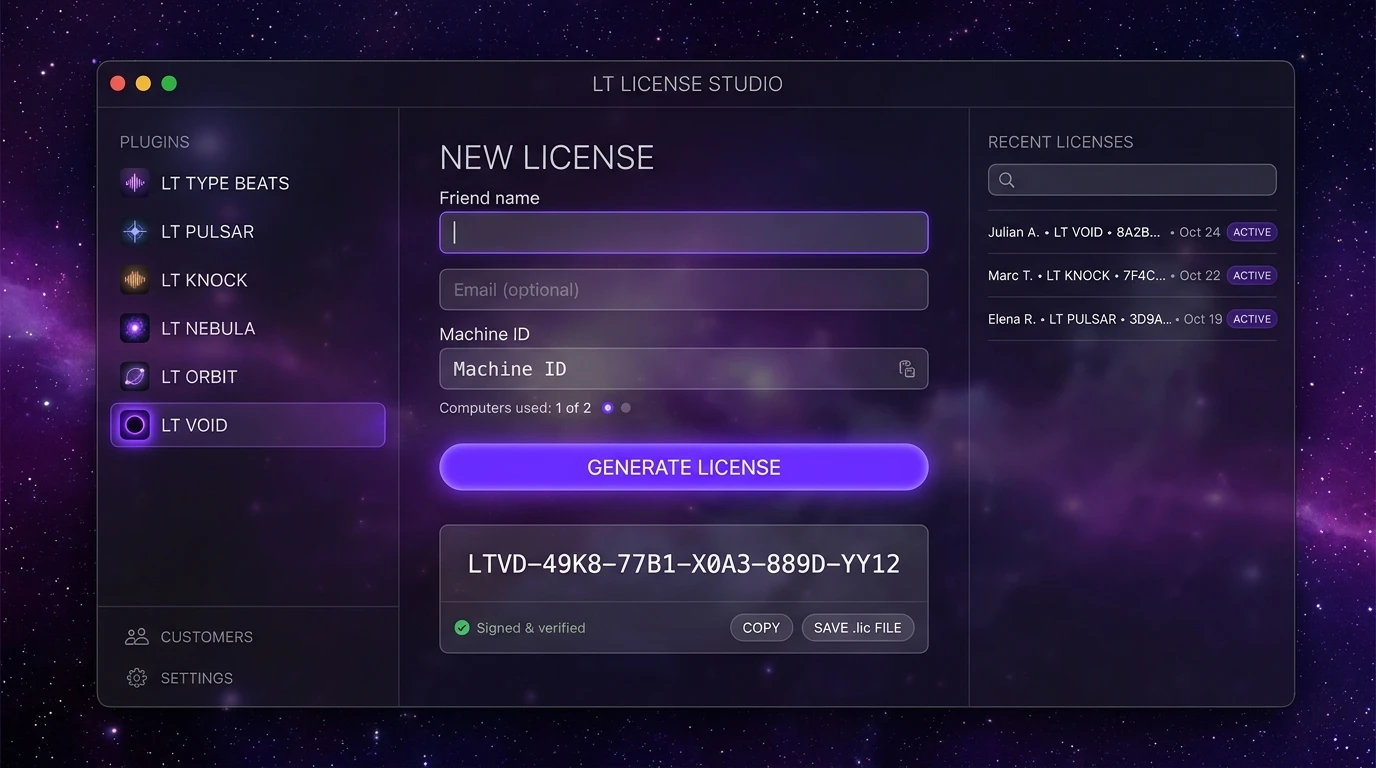 LT LICENSE STUDIO
PLUGINS
LT TYPE BEATS
LT PULSAR
LT KNOCK
LT NEBULA
LT ORBIT
LT VOID
CUSTOMERS
SETTINGS
NEW LICENSE
Friend name
Email (optional)
Machine ID
Machine ID
Computers used: 1 of 2
GENERATE LICENSE
LTVD–49K8–77B1–X0A3–889D–YY12
Signed & verified
COPY
SAVE .lic FILE
RECENT LICENSES
Julian A. • LT VOID • 8A2B... • Oct 24 ACTIVE
Marc T. • LT KNOCK • 7F4C... • Oct 22 ACTIVE
Elena R. • LT PULSAR • 3D9A... • Oct 19 ACTIVE